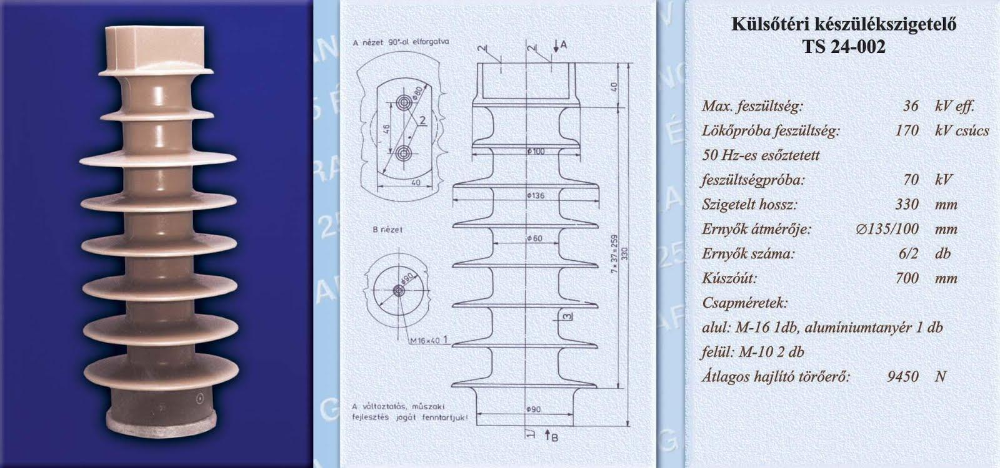 A nézet 90°-al elforgatva
2
2
A
Ø80
2
46
40
40
Ø100
Ø136
B nézet
Ø60
7×37=259
330
Ø90
3
M16×40 1
A változtatás, műszaki
fejlesztés jogát fenntartjuk!
Ø90
1
B
Külsőtéri készülékszigetelő
TS 24-002
Max. feszültség: 36 kV eff.
Lökőpróba feszültség: 170 kV csúcs
50 Hz-es esőztetett
feszültségpróba: 70 kV
Szigetelt hossz: 330 mm
Ernyők átmérője: Ø135/100 mm
Ernyők száma: 6/2 db
Kúszóút: 700 mm
Csapméretek:
alul: M-16 1db, alumíniumtanyér 1 db
felül: M-10 2 db
Átlagos hajlító törőerő: 9450 N